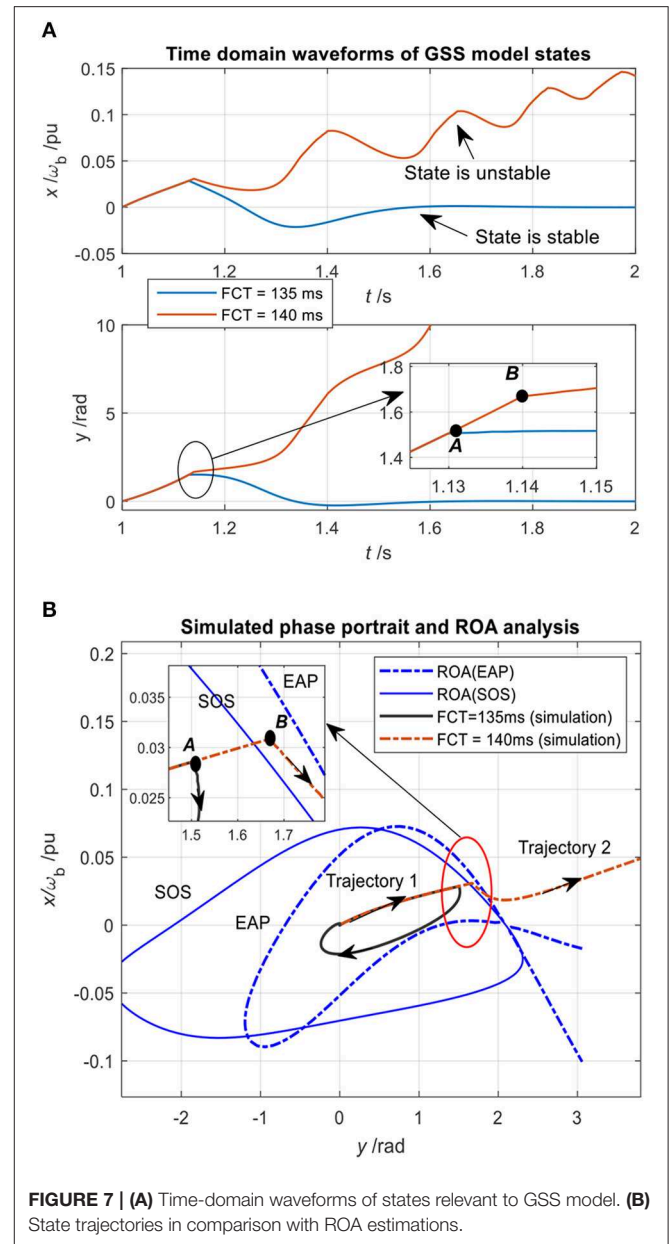 A
Time domain waveforms of GSS model states
0.15
0.1
0.05
0
-0.05
x/ω_b /pu
State is unstable
State is stable
1
1.2
1.4
1.6
1.8
2
t /s
FCT = 135 ms
FCT = 140 ms
10
5
0
y /rad
1.8
1.6
1.4
B
A
1.13
1.14
1.15
1
1.2
1.4
1.6
1.8
2
t /s
B
Simulated phase portrait and ROA analysis
0.2
0.15
0.1
0.05
0
-0.05
-0.1
x/ω_b /pu
0.035
0.03
0.025
SOS
EAP
A
B
1.5
1.6
1.7
ROA(EAP)
ROA(SOS)
FCT=135ms (simulation)
FCT = 140ms (simulation)
SOS
EAP
Trajectory 1
Trajectory 2
-2
-1
0
1
2
3
y /rad
FIGURE 7 | (A) Time-domain waveforms of states relevant to GSS model. (B)
State trajectories in comparison with ROA estimations.